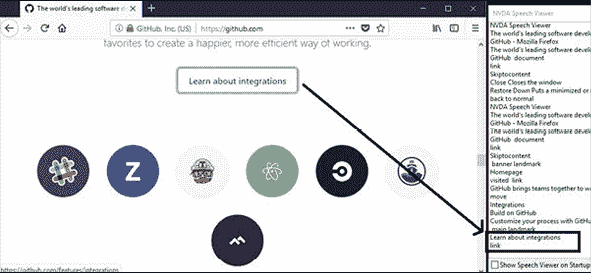 The world's leading software d
GitHub, Inc. (US)
https://github.com
favorites to create a happier, more efficient way of working.
Learn about integrations
Z
https://github.com/features/integrations
NVDA Speech Viewer
NVDA Speech Viewer
The world's leading software develo
GitHub - Mozilla Firefox
The world's leading software develo
GitHub document
link
Skiptocontent
Close Closes the window
Restore Down Puts a minimized or m
back to normal
NVDA Speech Viewer
The world's leading software develo
GitHub - Mozilla Firefox
The world's leading software develo
GitHub document
link
Skiptocontent
banner landmark
Homepage
visited link
GitHub brings teams together to w
move
Integrations
Build on GitHub
Customize your process with GitHub
main landmark
Learn about integrations
link
Show Speech Viewer on Startup